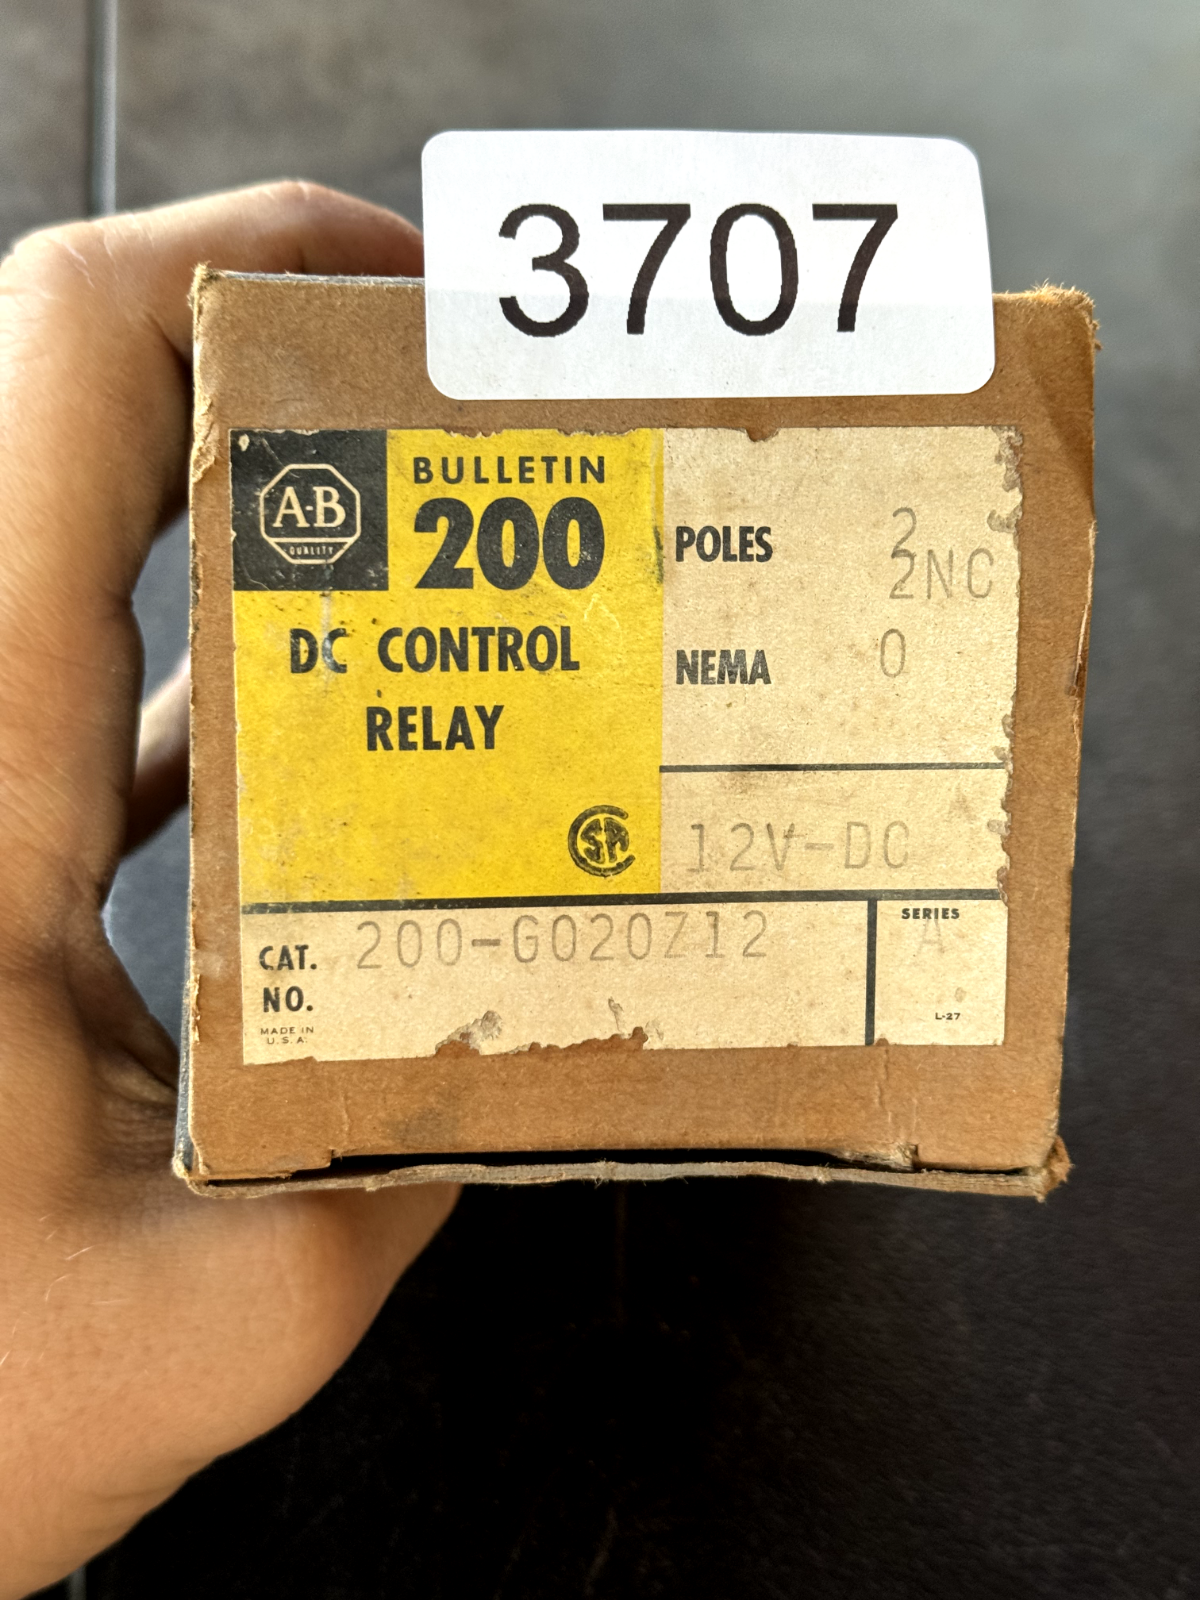 3707
A-B
QUALITY
BULLETIN
200
DC CONTROL
RELAY
SA
POLES 2
2NC
NEMA 0
12V-DC
CAT. NO. 200-G020Z12
MADE IN
U.S.A.
SERIES
A
L-27